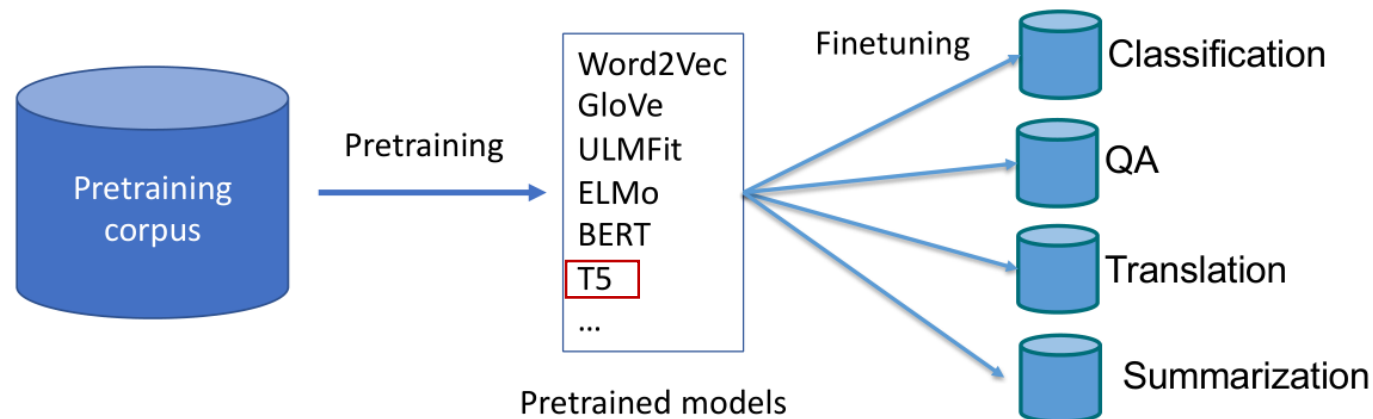 Pretraining
corpus
Pretraining
Word2Vec
GloVe
ULMFit
ELMo
BERT
T5
...
Pretrained models
Finetuning
Classification
QA
Translation
Summarization